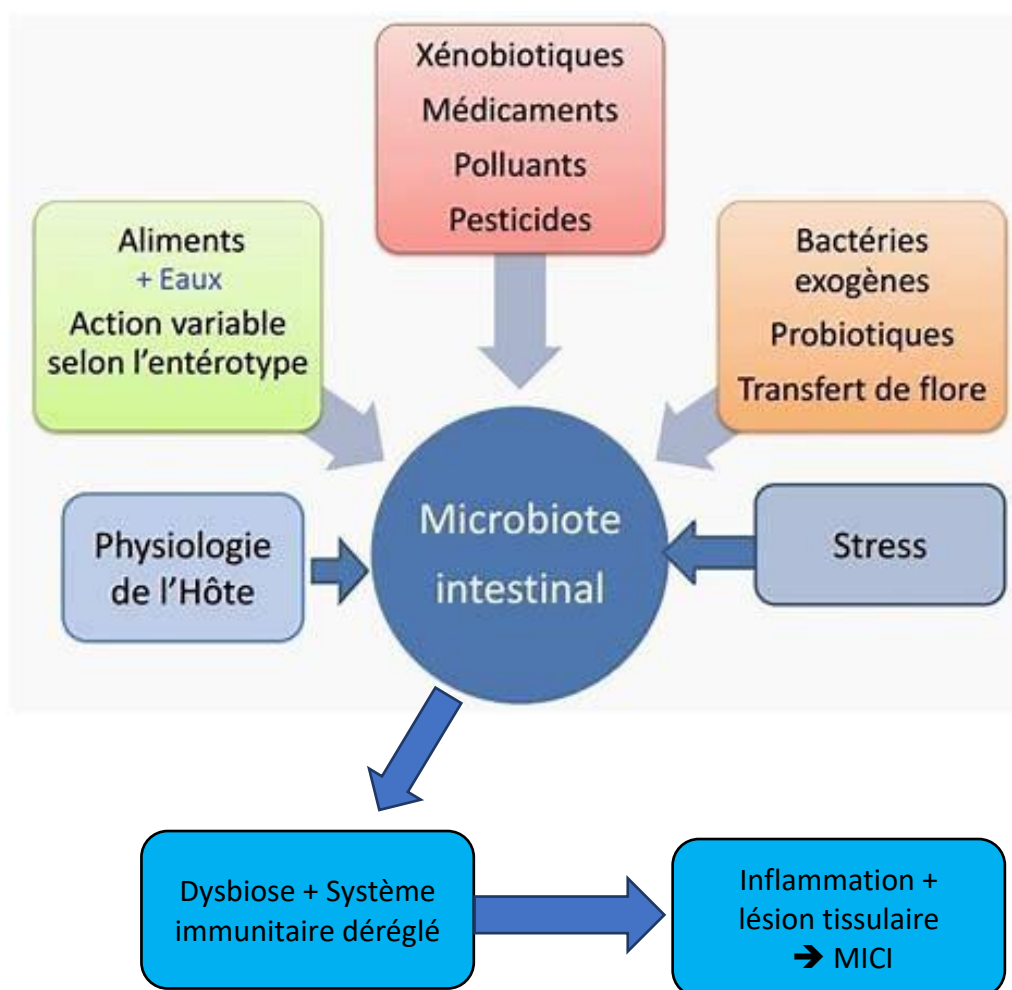 Xénobiotiques
Médicaments
Polluants
Pesticides
Aliments
+ Eaux
Action variable
selon l'entérotype
Bactéries
exogènes
Probiotiques
Transfert de flore
Physiologie
de l'Hôte
Microbiote
intestinal
Stress
Dysbiose + Système
immunitaire déréglé
Inflammation +
lésion tissulaire
➔ MICI